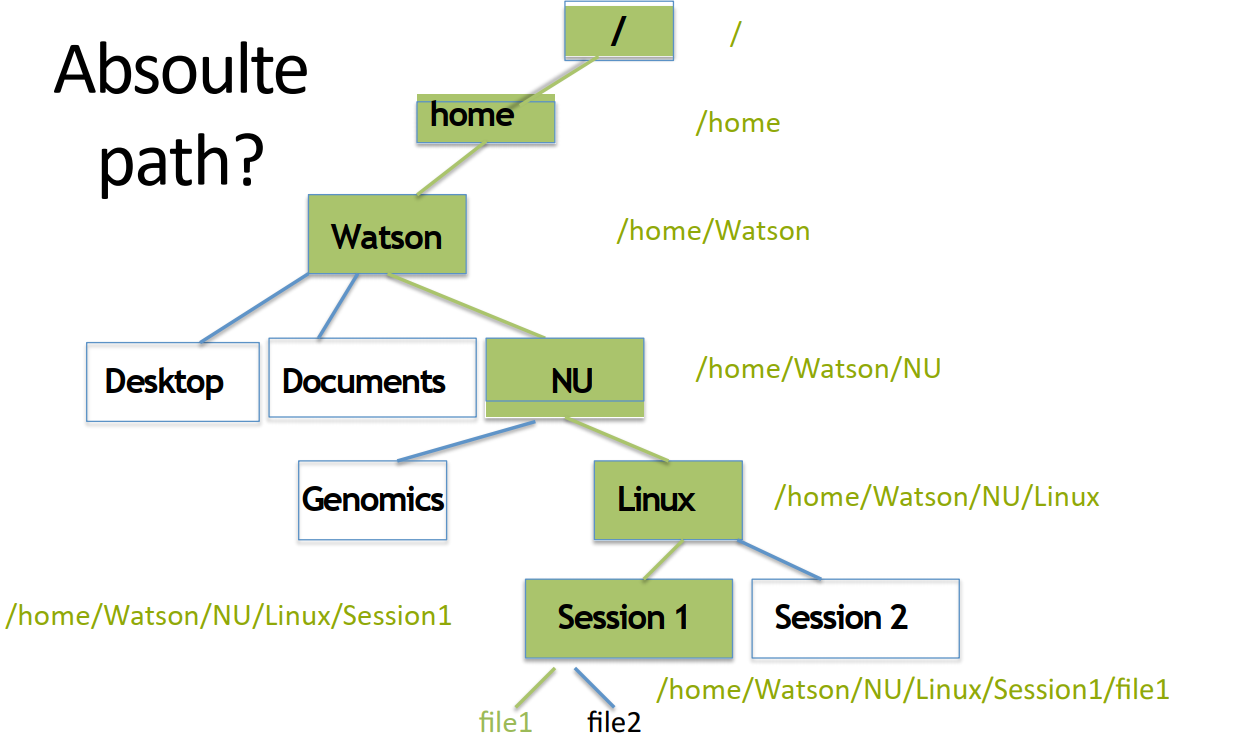 Absoulte
path?
/
/
home
/home
Watson
/home/Watson
Desktop
Documents
NU
/home/Watson/NU
Genomics
Linux
/home/Watson/NU/Linux
/home/Watson/NU/Linux/Session1
Session 1
Session 2
/home/Watson/NU/Linux/Session1/file1
file1
file2